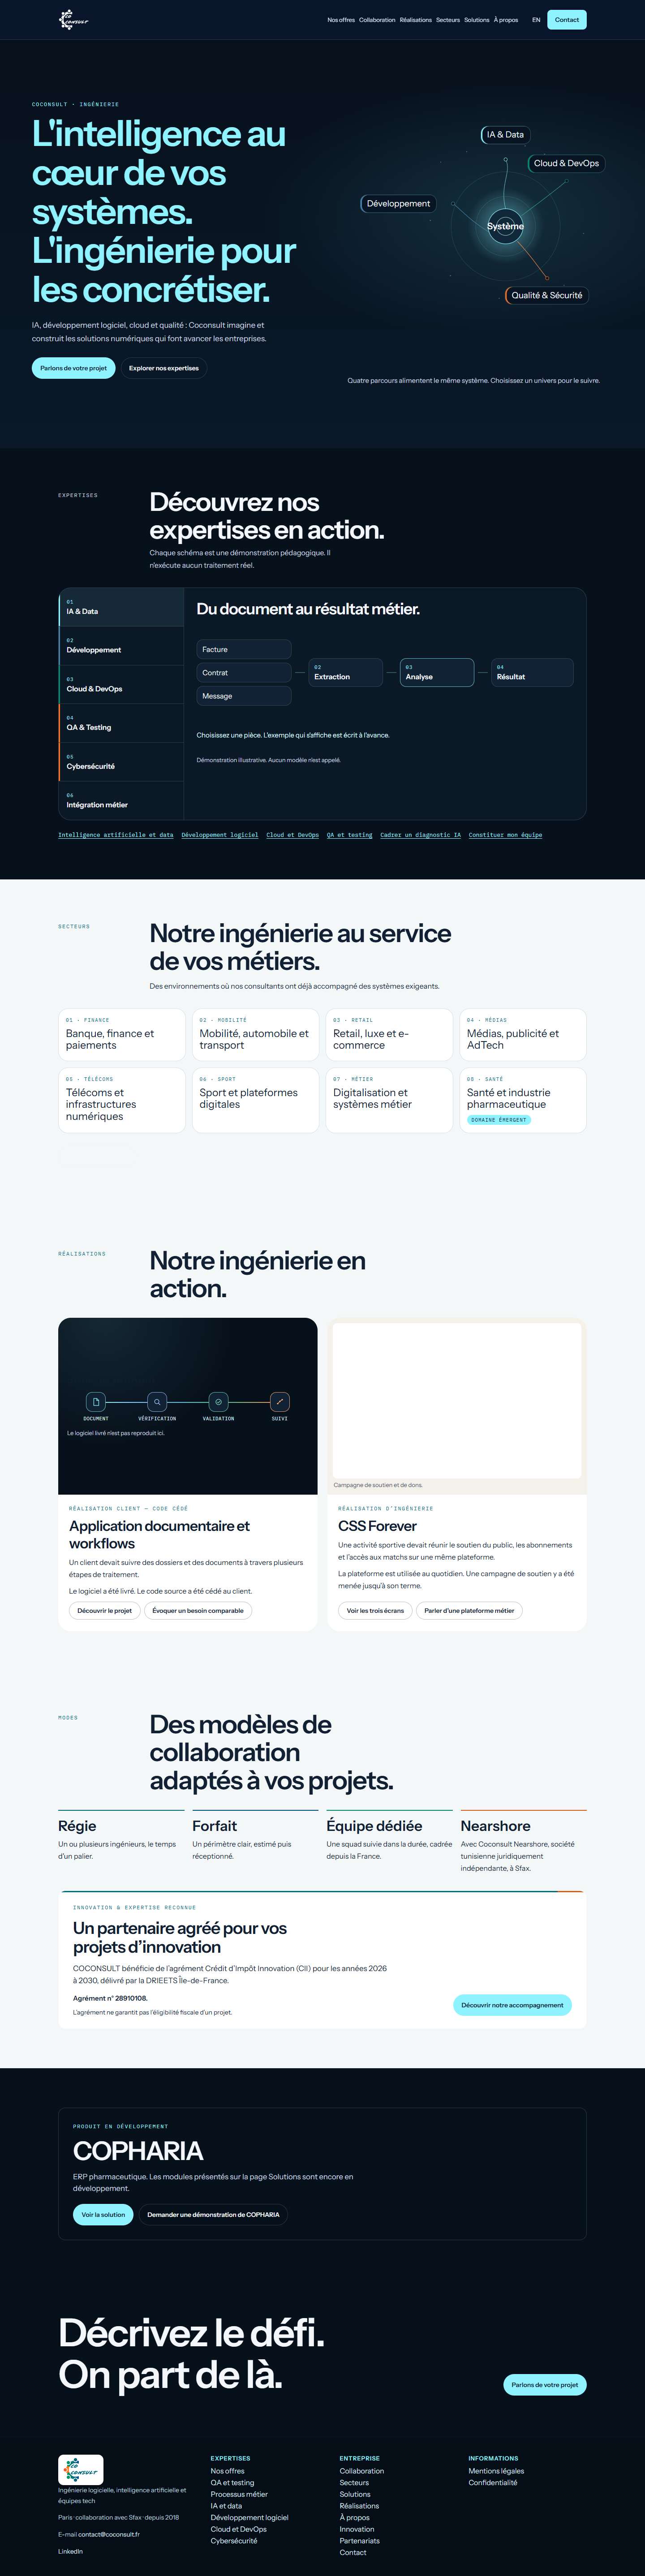 CO
CONSULT
Nos offres Collaboration Réalisations Secteurs Solutions À propos EN Contact
COCONSULT · INGÉNIERIE
L'intelligence au
cœur de vos
systèmes.
L'ingénierie pour
les concrétiser.
IA, développement logiciel, cloud et qualité : Coconsult imagine et
construit les solutions numériques qui font avancer les entreprises.
Parlons de votre projet Explorer nos expertises
IA & Data
Cloud & DevOps
Développement
Système
Qualité & Sécurité
Quatre parcours alimentent le même système. Choisissez un univers pour le suivre.
EXPERTISES
Découvrez nos
expertises en action.
Chaque schéma est une démonstration pédagogique. Il
n'exécute aucun traitement réel.
01
IA & Data
02
Développement
03
Cloud & DevOps
04
QA & Testing
05
Cybersécurité
06
Intégration métier
Du document au résultat métier.
Facture
Contrat
Message
02
Extraction
03
Analyse
04
Résultat
Choisissez une pièce. L'exemple qui s'affiche est écrit à l'avance.
Démonstration illustrative. Aucun modèle n'est appelé.
Intelligence artificielle et data Développement logiciel Cloud et DevOps QA et testing Cadrer un diagnostic IA Constituer mon équipe
SECTEURS
Notre ingénierie au service
de vos métiers.
Des environnements où nos consultants ont déjà accompagné des systèmes exigeants.
01 · FINANCE
Banque, finance et
paiements
02 · MOBILITÉ
Mobilité, automobile et
transport
03 · RETAIL
Retail, luxe et e-
commerce
04 · MÉDIAS
Médias, publicité et
AdTech
05 · TÉLÉCOMS
Télécoms et
infrastructures
numériques
06 · SPORT
Sport et plateformes
digitales
07 · MÉTIER
Digitalisation et
systèmes métier
08 · SANTÉ
Santé et industrie
pharmaceutique
DOMAINE ÉMERGENT
RÉALISATIONS
Notre ingénierie en
action.
DOCUMENT VÉRIFICATION VALIDATION SUIVI
Le logiciel livré n'est pas reproduit ici.
RÉALISATION CLIENT — CODE CÉDÉ
Application documentaire et
workflows
Un client devait suivre des dossiers et des documents à travers plusieurs
étapes de traitement.
Le logiciel a été livré. Le code source a été cédé au client.
Découvrir le projet Évoquer un besoin comparable
Campagne de soutien et de dons.
RÉALISATION D'INGÉNIERIE
CSS Forever
Une activité sportive devait réunir le soutien du public, les abonnements
et l'accès aux matchs sur une même plateforme.
La plateforme est utilisée au quotidien. Une campagne de soutien y a été
menée jusqu'à son terme.
Voir les trois écrans Parler d'une plateforme métier
MODES
Des modèles de
collaboration
adaptés à vos projets.
Régie
Un ou plusieurs ingénieurs, le temps
d'un palier.
Forfait
Un périmètre clair, estimé puis
réceptionné.
Équipe dédiée
Une squad suivie dans la durée, cadrée
depuis la France.
Nearshore
Avec Coconsult Nearshore, société
tunisienne juridiquement
indépendante, à Sfax.
INNOVATION & EXPERTISE RECONNUE
Un partenaire agréé pour vos
projets d'innovation
COCONSULT bénéficie de l'agrément Crédit d'Impôt Innovation (CII) pour les années 2026
à 2030, délivré par la DRIEETS Île-de-France.
Agrément n° 28910108.
L'agrément ne garantit pas l'éligibilité fiscale d'un projet.
Découvrir notre accompagnement
PRODUIT EN DÉVELOPPEMENT
COPHARIA
ERP pharmaceutique. Les modules présentés sur la page Solutions sont encore en
développement.
Voir la solution Demander une démonstration de COPHARIA
Décrivez le défi.
On part de là.
Parlons de votre projet
CO
CONSULT
Ingénierie logicielle, intelligence artificielle et
équipes tech
Paris · collaboration avec Sfax · depuis 2018
E-mail contact@coconsult.fr
LinkedIn
EXPERTISES
Nos offres
QA et testing
Processus métier
IA et data
Développement logiciel
Cloud et DevOps
Cybersécurité
ENTREPRISE
Collaboration
Secteurs
Solutions
Réalisations
À propos
Innovation
Partenariats
Contact
INFORMATIONS
Mentions légales
Confidentialité